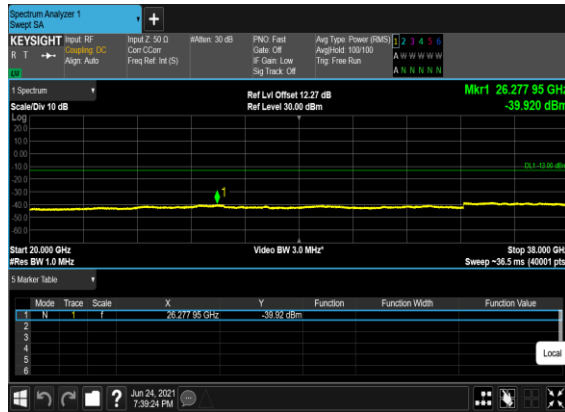 Spectrum Analyzer 1
Swept SA
+
KEYSIGHT Input: RF Input Z: 50 Ω #Atten: 30 dB PNO: Fast Avg Type: Power (RMS) 1 2 3 4 5 6
R T Coupling: DC Corr CCorr Gate: Off Avg|Hold: 100/100 A W W W W W
Align: Auto Freq Ref: Int (S) IF Gain: Low Trig: Free Run
Sig Track: Off A N N N N N
1 Spectrum Ref Lvl Offset 12.27 dB Mkr1 26.277 95 GHz
Scale/Div 10 dB Ref Level 30.00 dBm -39.920 dBm
Log
20.0
10.0
0.00
-10.0 DL1 -13.00 dBm
-20.0
-30.0
1
-40.0
-50.0
-60.0
Start 20.000 GHz Video BW 3.0 MHz* Stop 38.000 GHz
#Res BW 1.0 MHz Sweep ~36.5 ms (40001 pts)
5 Marker Table
Mode Trace Scale X Y Function Function Width Function Value
1 N 1 f 26.277 95 GHz -39.92 dBm
2
3
4
5
6
Local
? Jun 24, 2021
7:39:24 PM